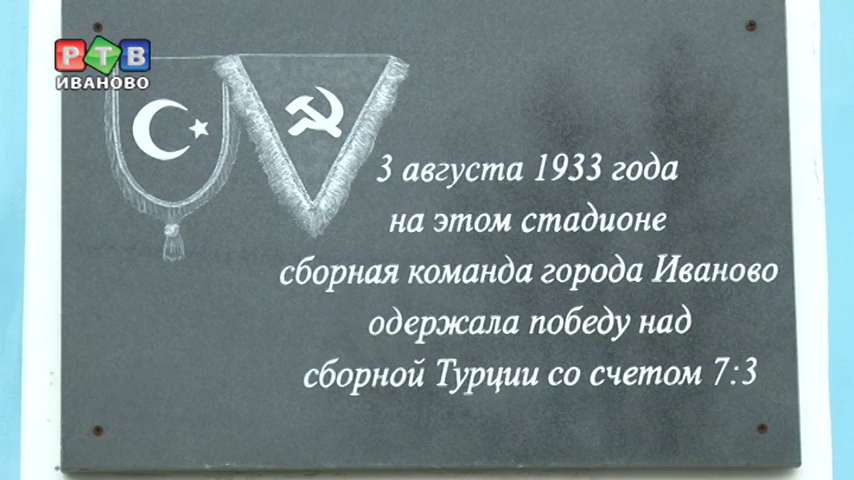 РТВ
ИВАНОВО
3 августа 1933 года
на этом стадионе
сборная команда города Иваново
одержала победу над
сборной Турции со счетом 7:3